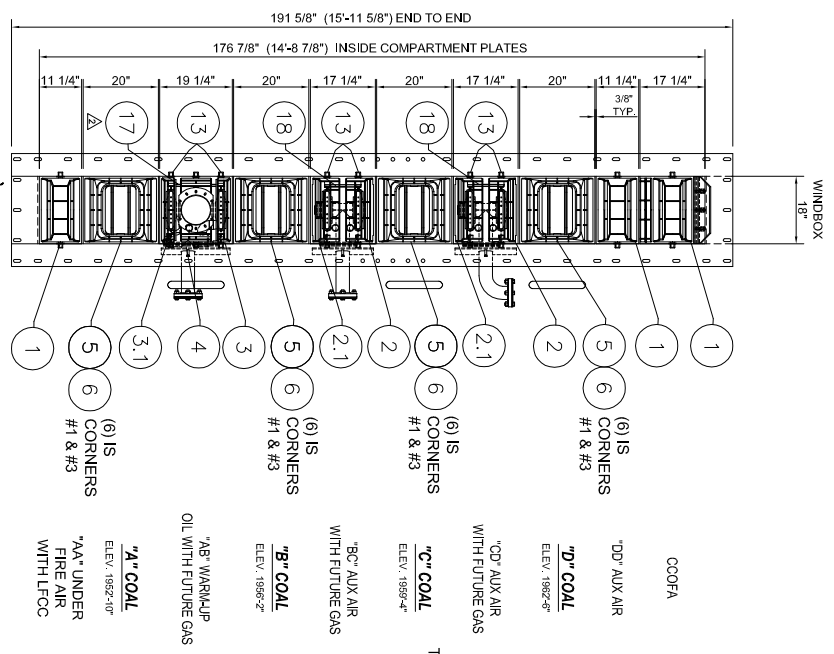 191 5/8" (15'-11 5/8") END TO END
176 7/8" (14'-8 7/8") INSIDE COMPARTMENT PLATES
11 1/4"
20"
19 1/4"
20"
17 1/4"
20"
17 1/4"
20"
11 1/4"
17 1/4"
3/8"
TYP.
2
17
13
18
13
18
13
WINDBOX
18"
1
5
6
3.1
4
3
5
6
2.1
2
5
6
2.1
2
5
6
1
1
(6) IS
CORNERS
#1 & #3
(6) IS
CORNERS
#1 & #3
(6) IS
CORNERS
#1 & #3
(6) IS
CORNERS
#1 & #3
"AA" UNDER
FIRE AIR
WITH LFCC
"A" COAL
ELEV. 1952'-10"
"AB" WARM-UP
OIL WITH FUTURE GAS
"B" COAL
ELEV. 1956'-2"
"BC" AUX AIR
WITH FUTURE GAS
"C" COAL
ELEV. 1959'-4"
"CD" AUX AIR
WITH FUTURE GAS
"D" COAL
ELEV. 1962'-6"
"DD" AUX AIR
CCOFA
T